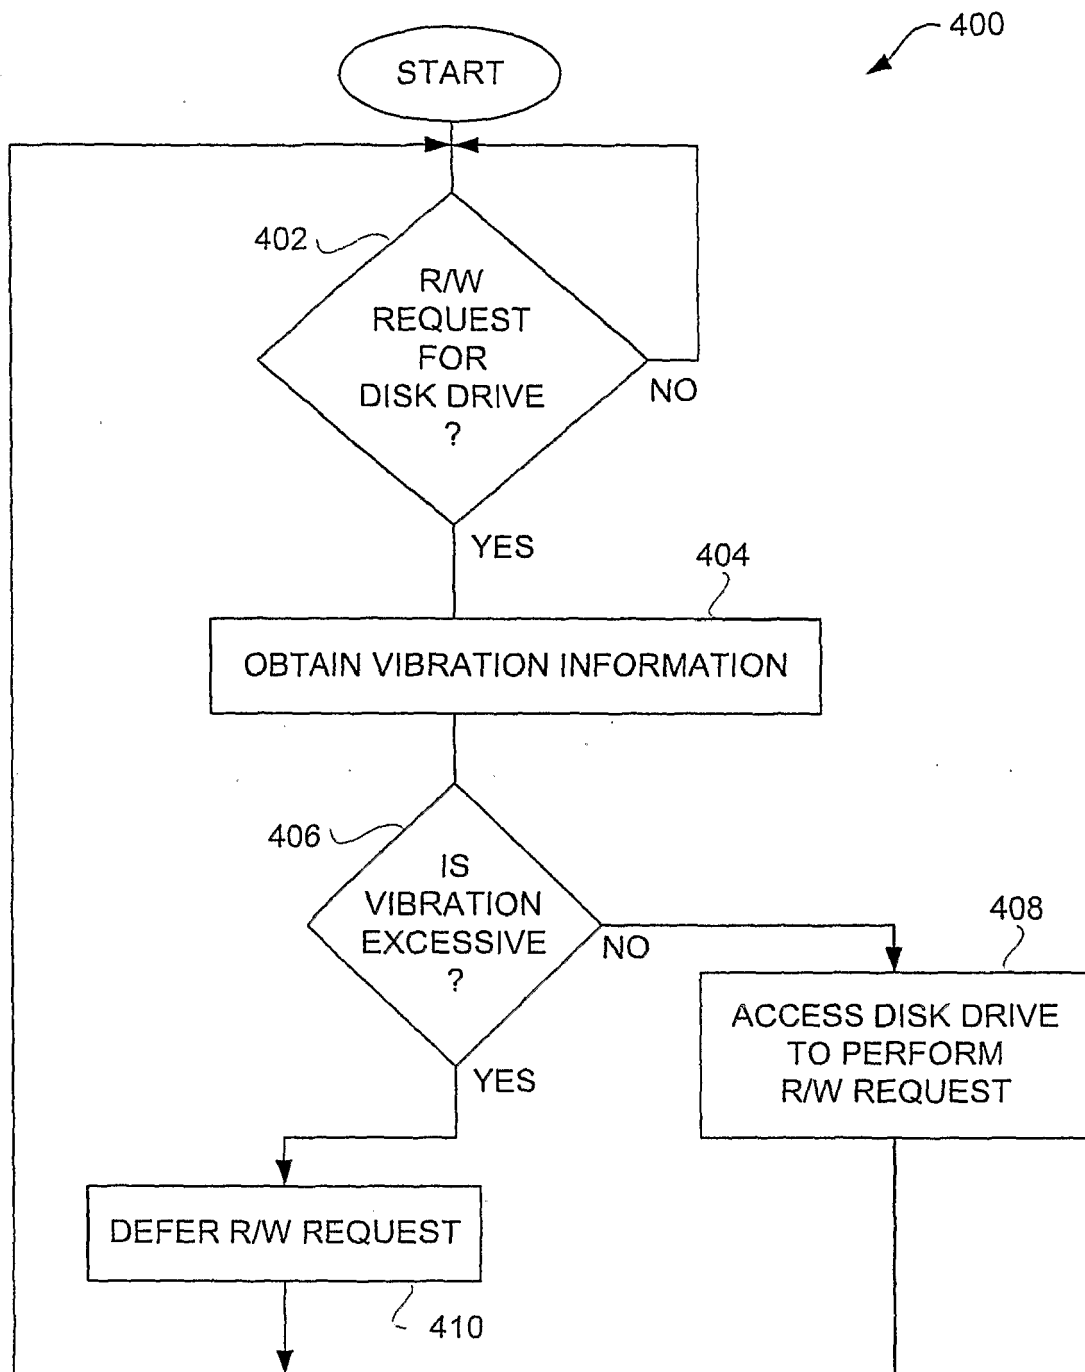 400
START
402
R/W
REQUEST
FOR
DISK DRIVE
?
NO
YES
404
OBTAIN VIBRATION INFORMATION
406
IS
VIBRATION
EXCESSIVE
?
NO
YES
408
ACCESS DISK DRIVE
TO PERFORM
R/W REQUEST
DEFER R/W REQUEST
410